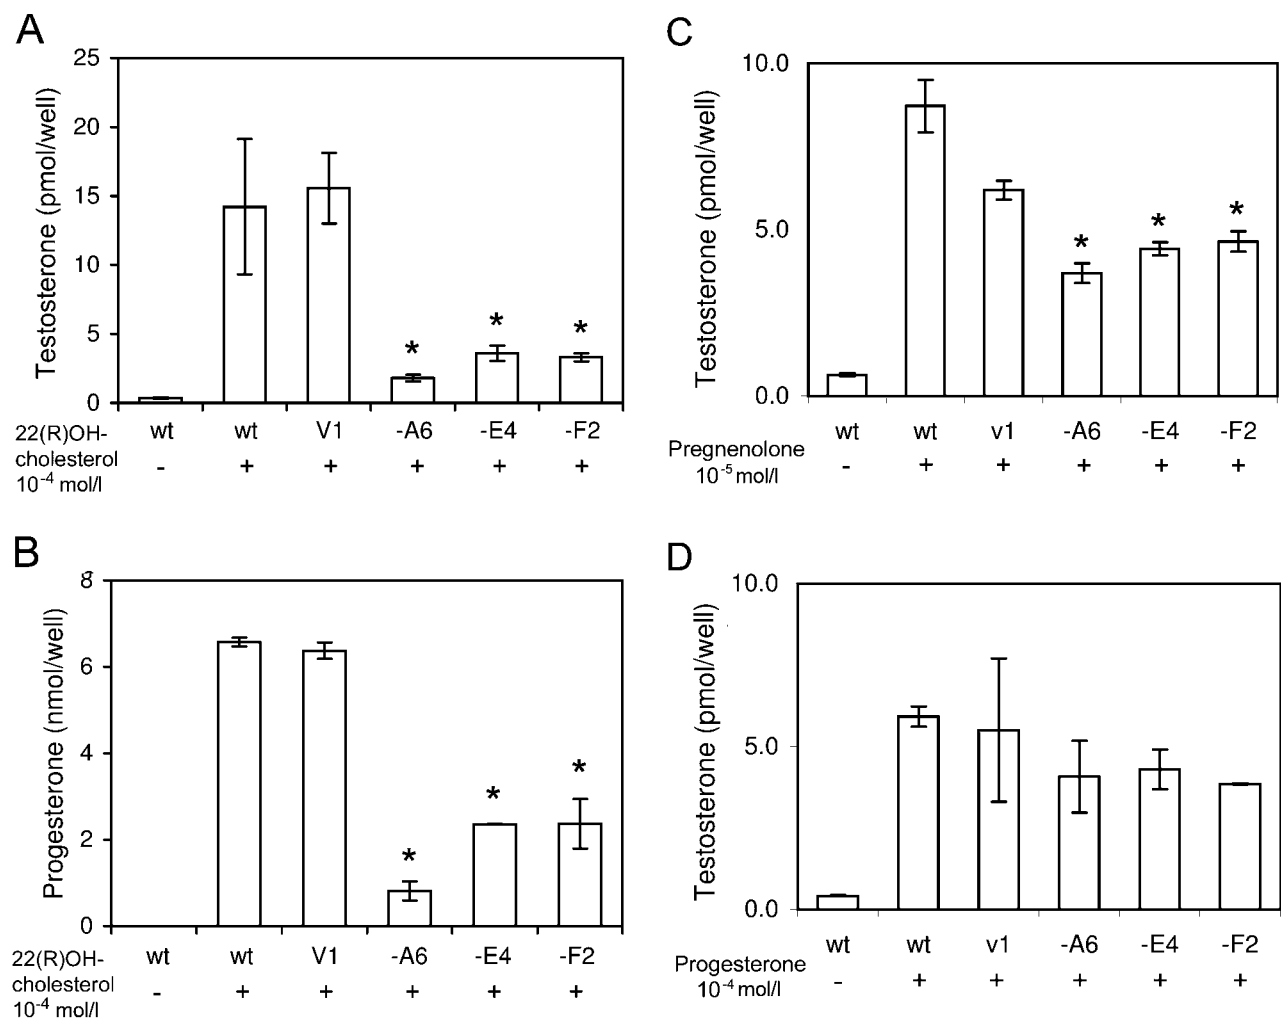 A
Testosterone (pmol/well)
25
20
15
10
5
0
* * *
22(R)OH-
cholesterol
10-4 mol/l
wt wt V1 -A6 -E4 -F2
- + + + + +
B
Progesterone (nmol/well)
8
6
4
2
0
* * *
22(R)OH-
cholesterol
10-4 mol/l
wt wt V1 -A6 -E4 -F2
- + + + + +
C
Testosterone (pmol/well)
10.0
5.0
0.0
* * *
wt wt v1 -A6 -E4 -F2
Pregnenolone
10-5 mol/l
- + + + + +
D
Testosterone (pmol/well)
10.0
5.0
0.0
wt wt v1 -A6 -E4 -F2
Progesterone
10-4 mol/l
- + + + + +